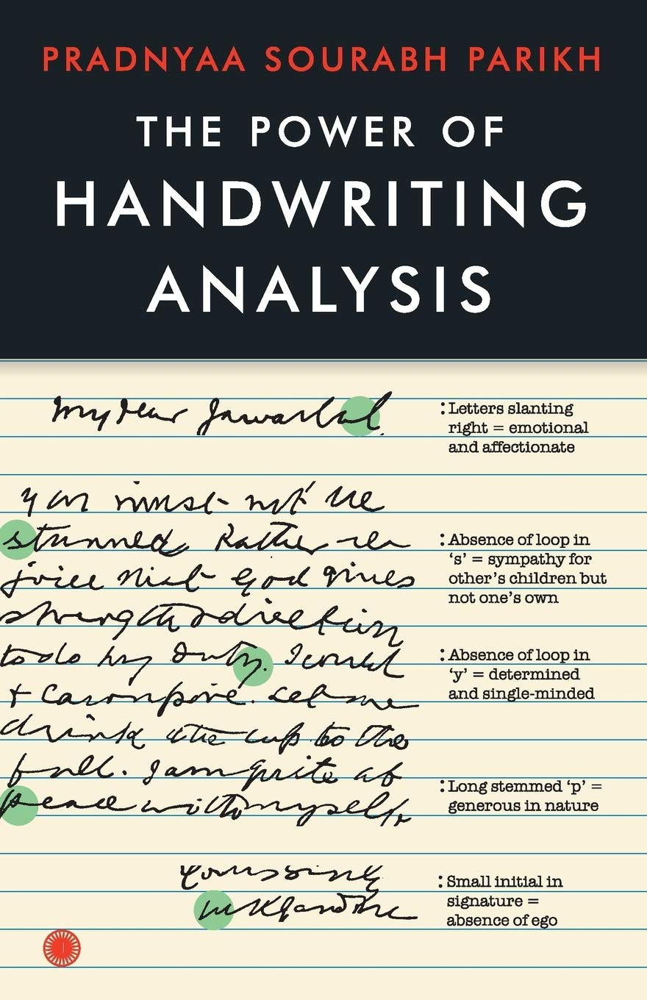 PRADNYAA SOURABH PARIKH
THE POWER OF
HANDWRITING
ANALYSIS
My dear Jawarlal
: Letters slanting
right = emotional
and affectionate
You must not be
stunned. Rather re
joice that God gives
strength & direction
to do my duty. I could
: Absence of loop in
‘s’ = sympathy for
other’s children but
not one’s own
: Absence of loop in
‘y’ = determined
and single-minded
let me
drink the cup to the
full. I am quite at
peace with myself.
: Long stemmed ‘p’ =
generous in nature
Yours
MKGandhi
: Small initial in
signature =
absence of ego